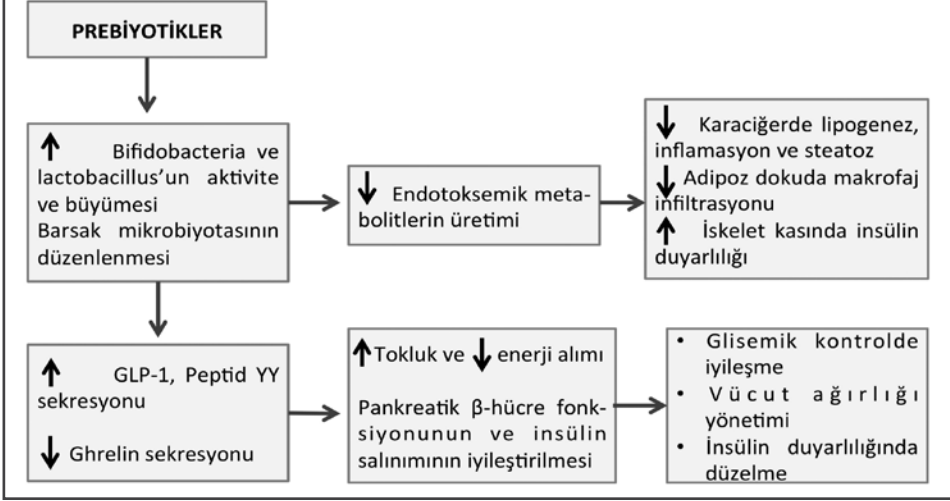 PREBİYOTİKLER
↑ Bifidobacteria ve
lactobacillus’un aktivite
ve büyümesi
Barsak mikrobiyotasının
düzenlenmesi
↓ Endotoksemik meta-
bolitlerin üretimi
↓ Karaciğerde lipogenez,
inflamasyon ve steatoz
↓ Adipoz dokuda makrofaj
infiltrasyonu
↑ İskelet kasında insülin
duyarlılığı
↑ GLP-1, Peptid YY
sekresyonu
↓ Ghrelin sekresyonu
↑ Tokluk ve ↓ enerji alımı
Pankreatik β-hücre fonk-
siyonunun ve insülin
salınımının iyileştirilmesi
• Glisemik kontrolde
iyileşme
• Vücut ağırlığı
yönetimi
• İnsülin duyarlılığında
düzelme